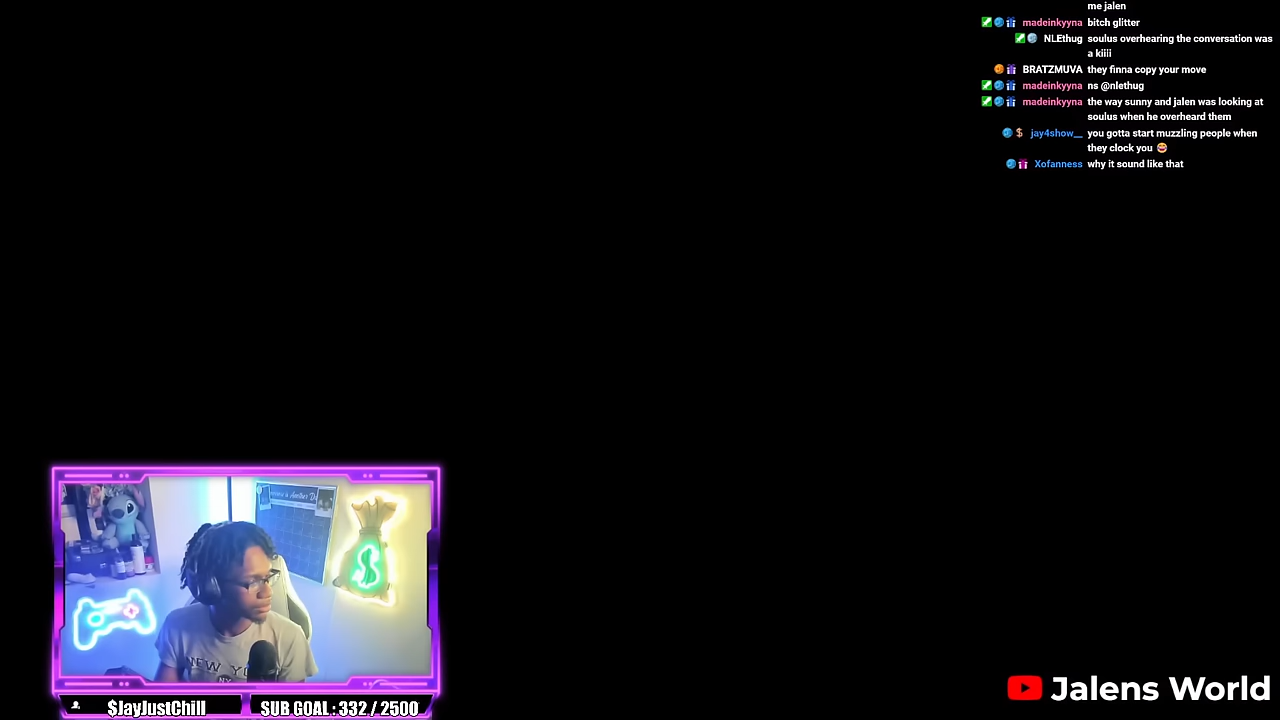 me jalen
madeinkyyna bitch glitter
NLEthug soulus overhearing the conversation was
a kiiii
BRATZMUVA they finna copy your move
madeinkyyna ns @nlethug
madeinkyyna the way sunny and jalen was looking at
soulus when he overheard them
jay4show__ you gotta start muzzling people when
they clock you
Xofanness why it sound like that
NEW YO
NY
$JayJustChill
SUB GOAL : 332 / 2500
Jalens World